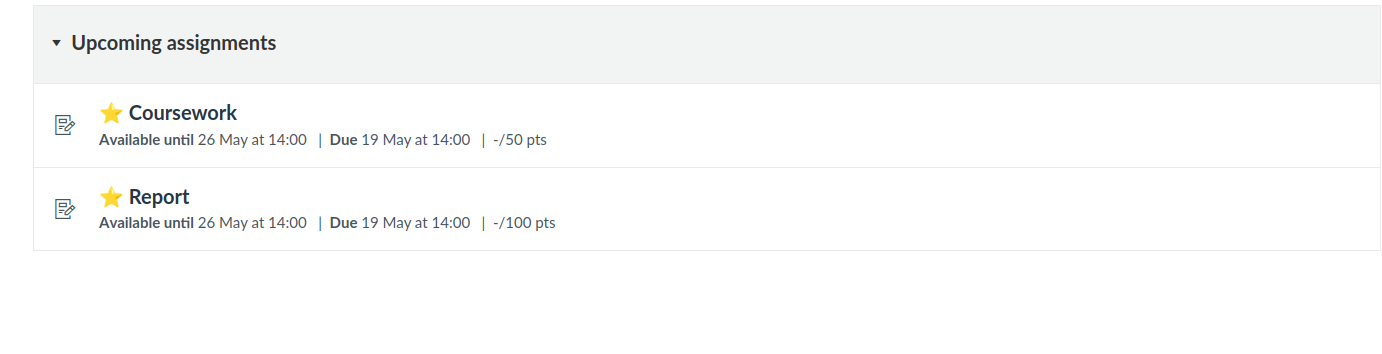 Upcoming assignments
Coursework
Available until 26 May at 14:00 | Due 19 May at 14:00 | -/50 pts
Report
Available until 26 May at 14:00 | Due 19 May at 14:00 | -/100 pts